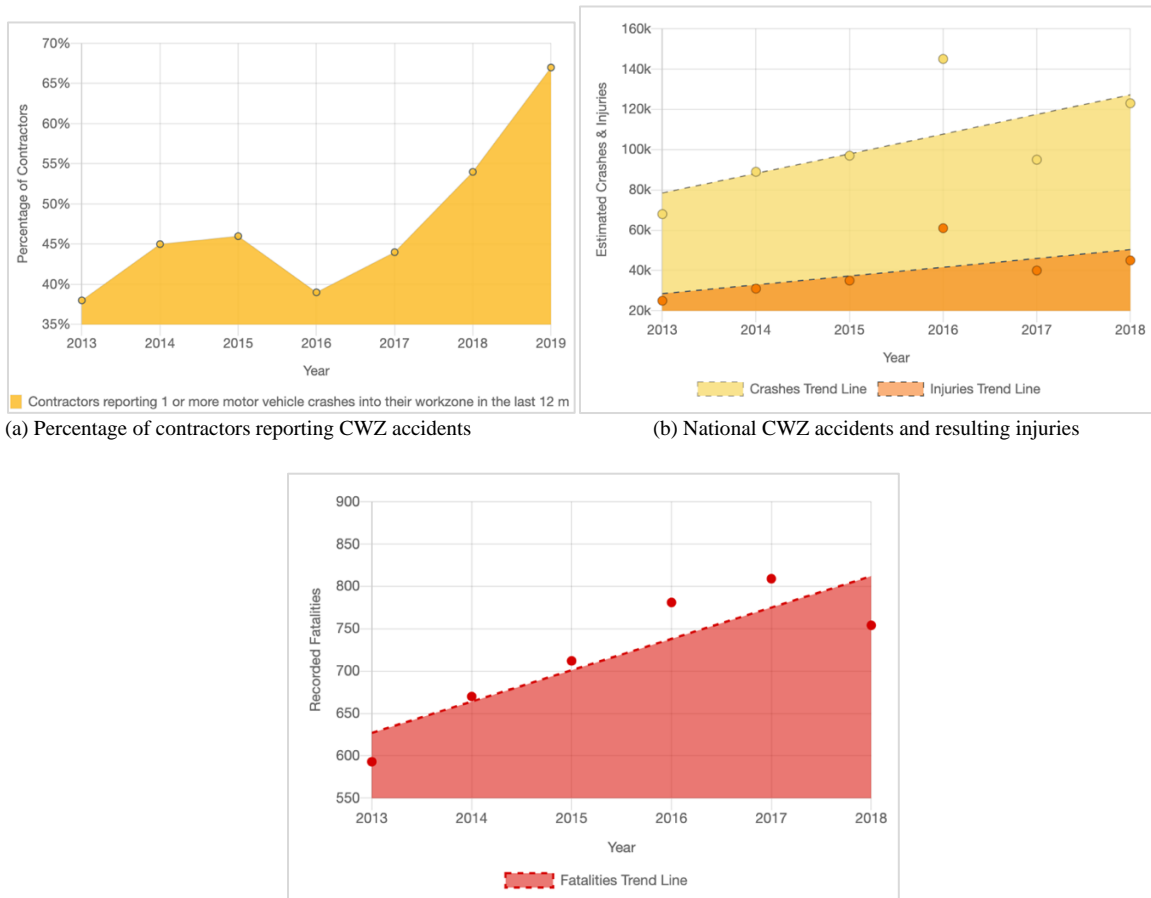 70%
65%
60%
55%
50%
45%
40%
35%
Percentage of Contractors
2013 2014 2015 2016 2017 2018 2019
Year
Contractors reporting 1 or more motor vehicle crashes into their workzone in the last 12 m
(a) Percentage of contractors reporting CWZ accidents
160k
140k
120k
100k
80k
60k
40k
20k
Estimated Crashes & Injuries
2013 2014 2015 2016 2017 2018
Year
Crashes Trend Line Injuries Trend Line
(b) National CWZ accidents and resulting injuries
900
850
800
750
700
650
600
550
Recorded Fatalities
2013 2014 2015 2016 2017 2018
Year
Fatalities Trend Line